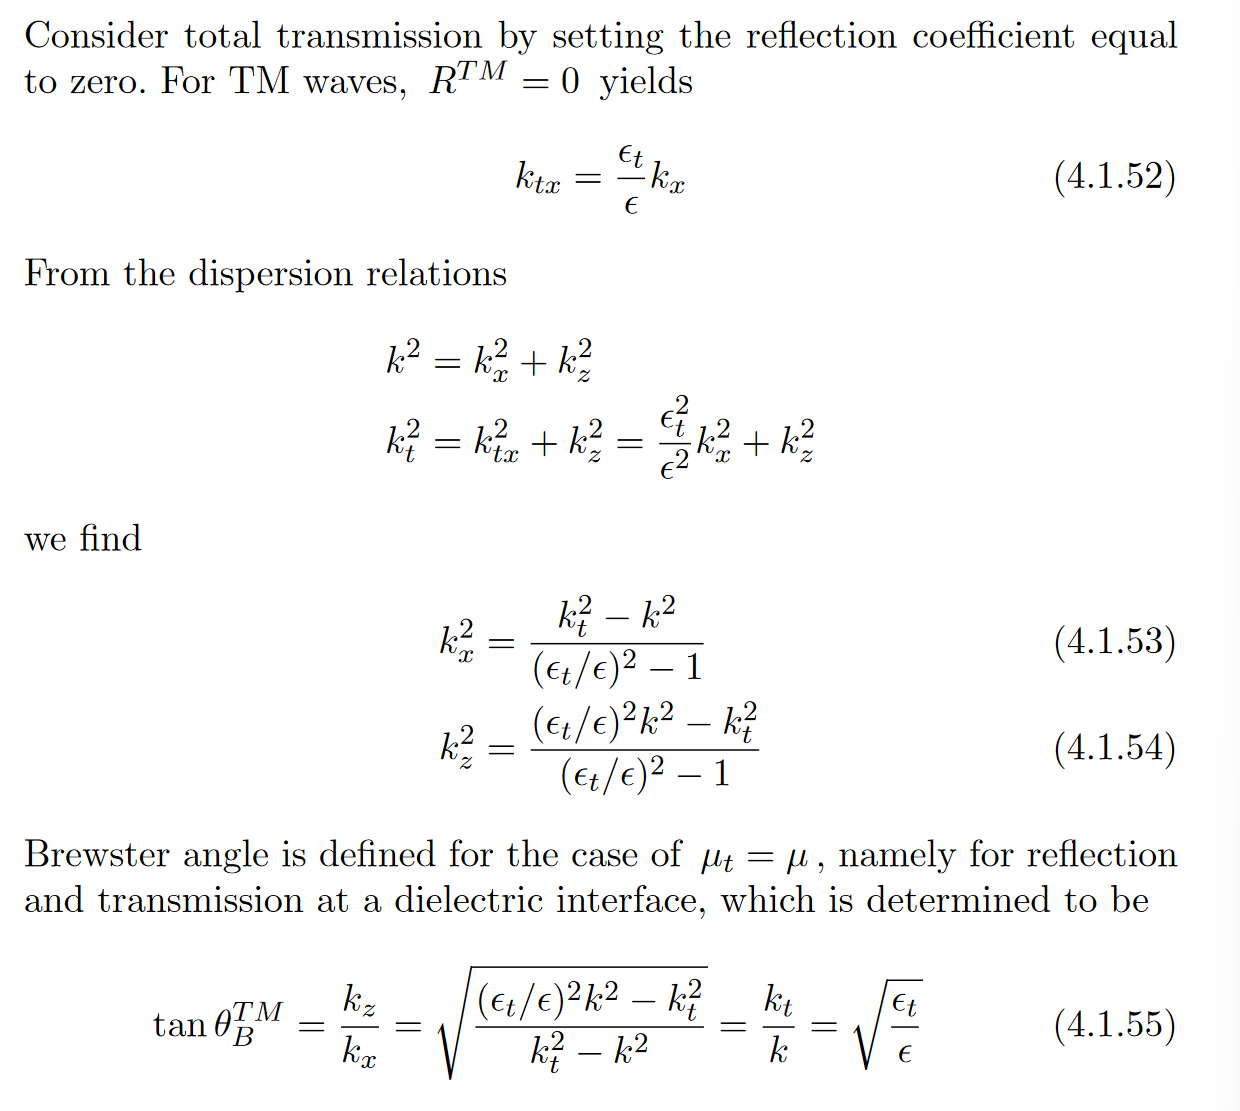 Consider total transmission by setting the reflection coefficient equal
to zero. For TM waves, $R^{TM} = 0$ yields
$k_{tx} = \frac{\epsilon_t}{\epsilon} k_x$ (4.1.52)
From the dispersion relations
$k^2 = k_x^2 + k_z^2$
$k_t^2 = k_{tx}^2 + k_z^2 = \frac{\epsilon_t^2}{\epsilon^2} k_x^2 + k_z^2$
we find
$k_x^2 = \frac{k_t^2 - k^2}{(\epsilon_t/\epsilon)^2 - 1}$ (4.1.53)
$k_z^2 = \frac{(\epsilon_t/\epsilon)^2 k^2 - k_t^2}{(\epsilon_t/\epsilon)^2 - 1}$ (4.1.54)
Brewster angle is defined for the case of $\mu_t = \mu$, namely for reflection
and transmission at a dielectric interface, which is determined to be
$\tan \theta_B^{TM} = \frac{k_z}{k_x} = \sqrt{\frac{(\epsilon_t/\epsilon)^2 k^2 - k_t^2}{k_t^2 - k^2}} = \frac{k_t}{k} = \sqrt{\frac{\epsilon_t}{\epsilon}}$ (4.1.55)